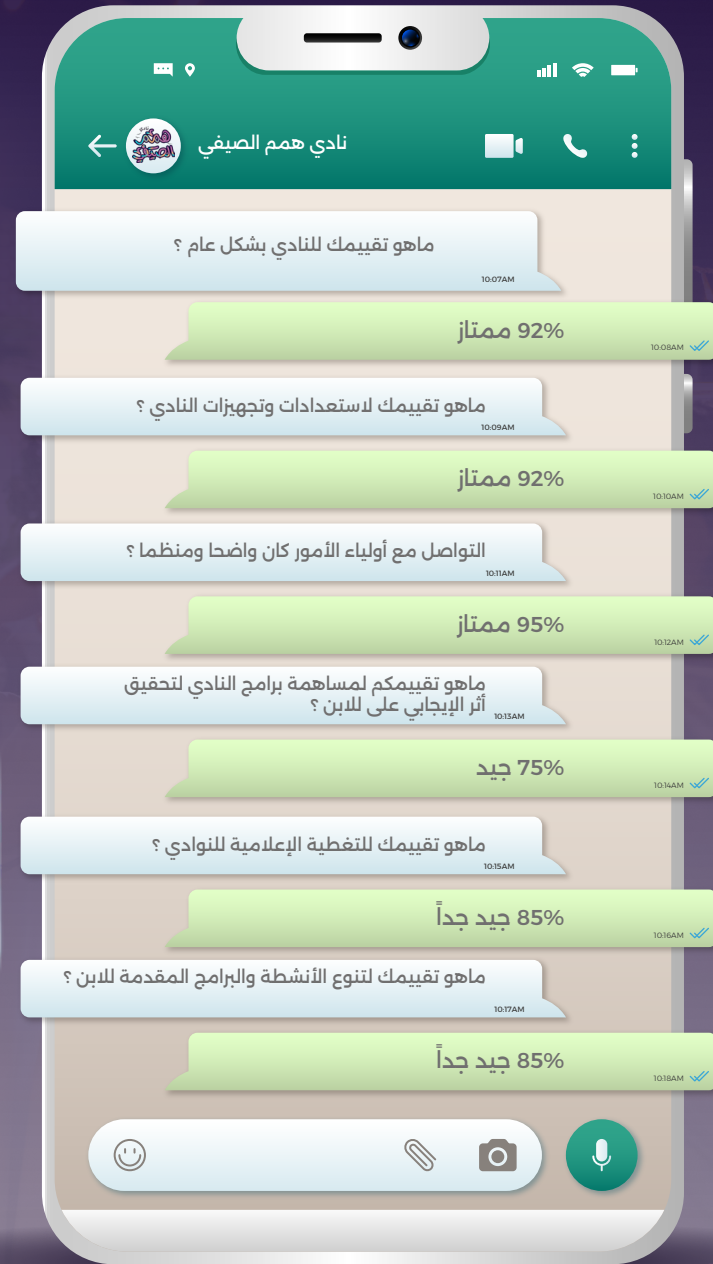 نادي همم الصيفي
ماهو تقييمك للنادي بشكل عام ؟
10:07AM
92% ممتاز
10:08AM
ماهو تقييمك لاستعدادات وتجهيزات النادي ؟
10:09AM
92% ممتاز
10:10AM
التواصل مع أولياء الأمور كان واضحا ومنظما ؟
10:11AM
95% ممتاز
10:12AM
ماهو تقييمكم لمساهمة برامج النادي لتحقيق
أثر الإيجابي على للابن ؟
10:13AM
75% جيد
10:14AM
ماهو تقييمك للتغطية الإعلامية للنوادي ؟
10:15AM
85% جيد جداً
10:16AM
ماهو تقييمك لتنوع الأنشطة والبرامج المقدمة للابن ؟
10:17AM
85% جيد جداً
10:18AM